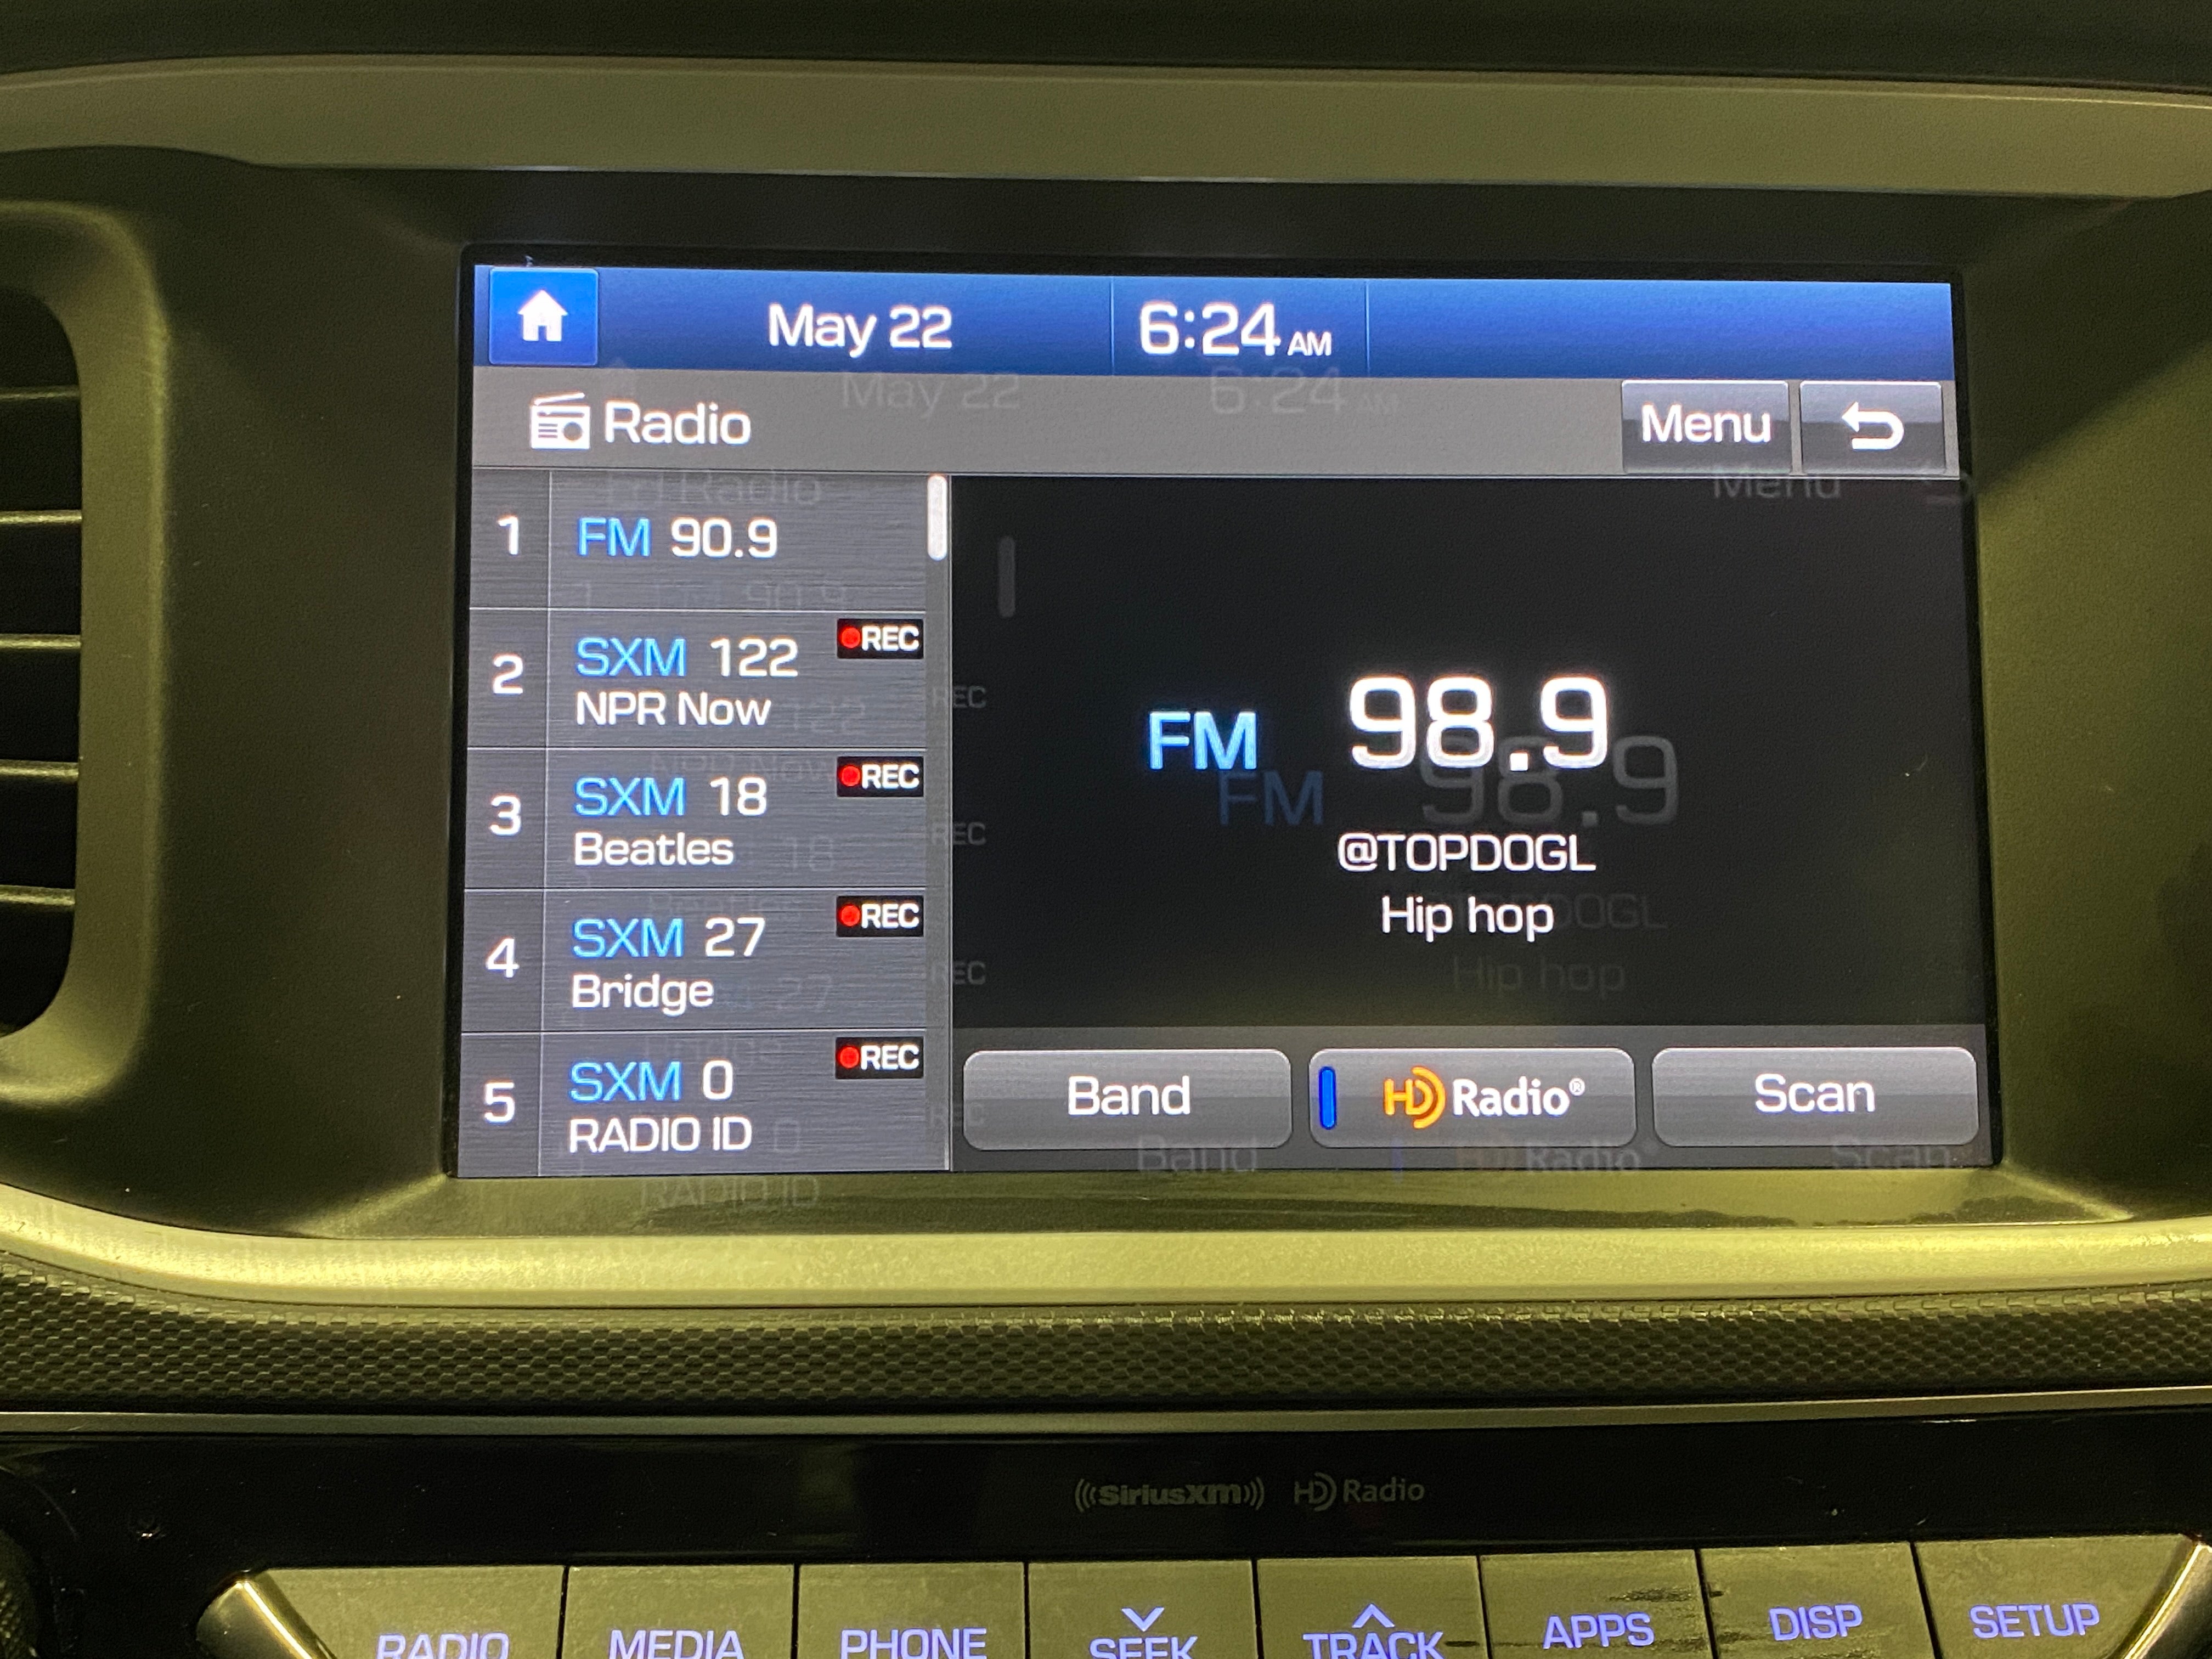 May 22
6:24 AM
Radio
Menu
1 FM 90.9
2 SXM 122 REC
NPR Now
3 SXM 18 REC
Beatles
4 SXM 27 REC
Bridge
5 SXM 0 REC
RADIO ID
FM 98.9
@TOPDOGL
Hip hop
Band
HD Radio®
Scan
((SiriusXM)) HD Radio
RADIO
MEDIA
PHONE
SEEK
TRACK
APPS
DISP
SETUP